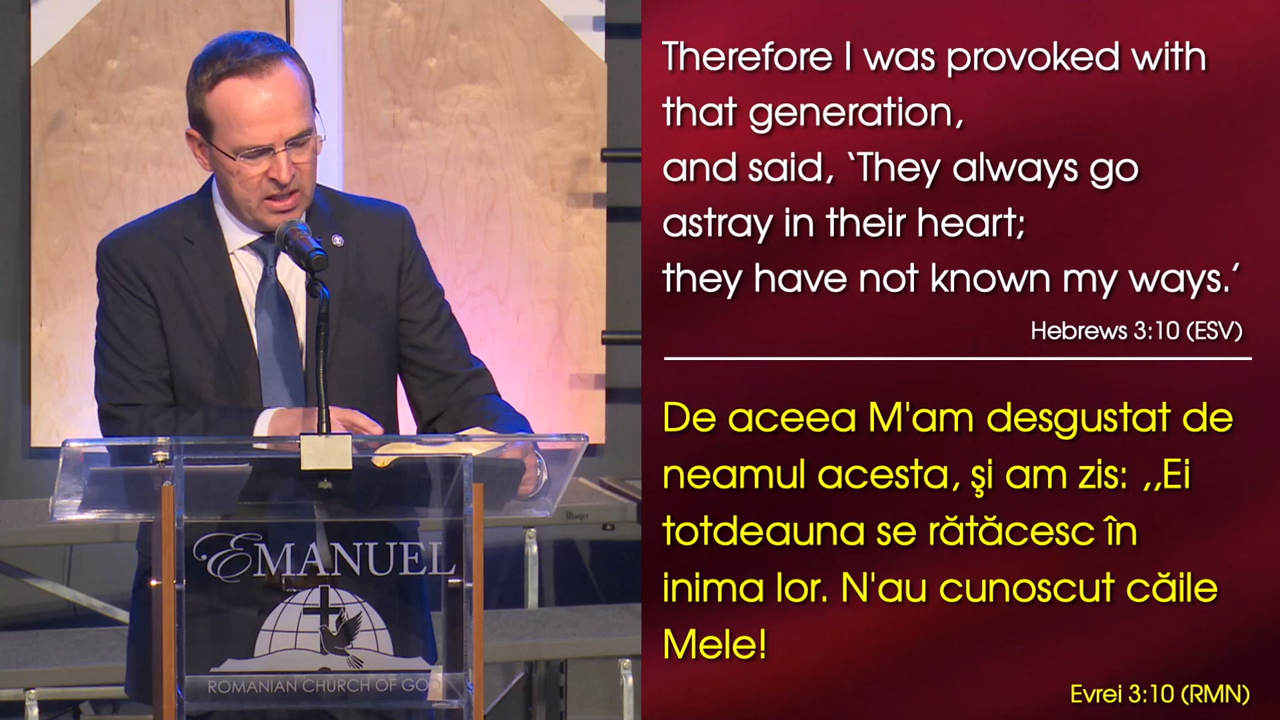 Therefore I was provoked with
that generation,
and said, ‘They always go
astray in their heart;
they have not known my ways.’
Hebrews 3:10 (ESV)
De aceea M'am desgustat de
neamul acesta, şi am zis: ,,Ei
totdeauna se rătăcesc în
inima lor. N'au cunoscut căile
Mele!
Evrei 3:10 (RMN)
EMANUEL
ROMANIAN CHURCH OF GOD
Wenger